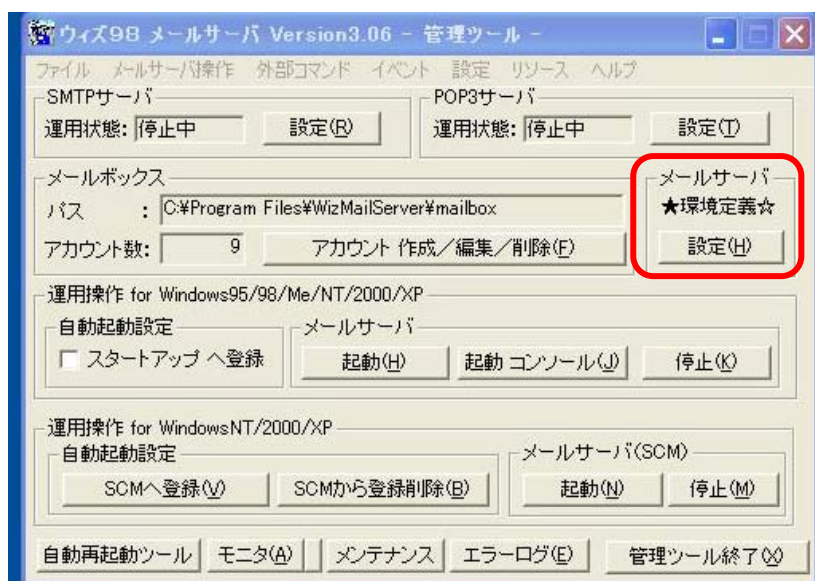 ウィズ98 メールサーバ Version3.06 - 管理ツール -
ファイル メールサーバ操作 外部コマンド イベント 設定 リソース ヘルプ
SMTPサーバ POP3サーバ
運用状態: 停止中 設定(R) 運用状態: 停止中 設定(T)
メールボックス メールサーバ
パス : C:¥Program Files¥WizMailServer¥mailbox ★環境定義☆
アカウント数: 9 アカウント 作成/編集/削除(F) 設定(H)
運用操作 for Windows95/98/Me/NT/2000/XP
自動起動設定 メールサーバ
スタートアップ へ登録 起動(H) 起動 コンソール(J) 停止(K)
運用操作 for WindowsNT/2000/XP
自動起動設定 メールサーバ(SCM)
SCMへ登録(V) SCMから登録削除(B) 起動(N) 停止(M)
自動再起動ツール モニタ(A) メンテナンス エラーログ(E) 管理ツール終了(X)